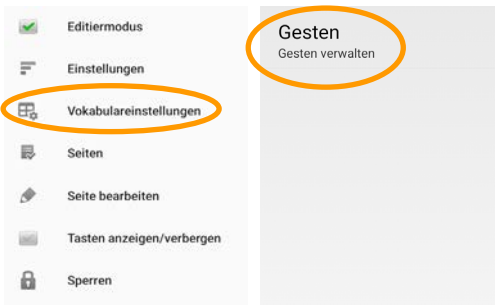 Editiermodus
Einstellungen
Vokabulareinstellungen
Seiten
Seite bearbeiten
Tasten anzeigen/verbergen
Sperren
Gesten
Gesten verwalten